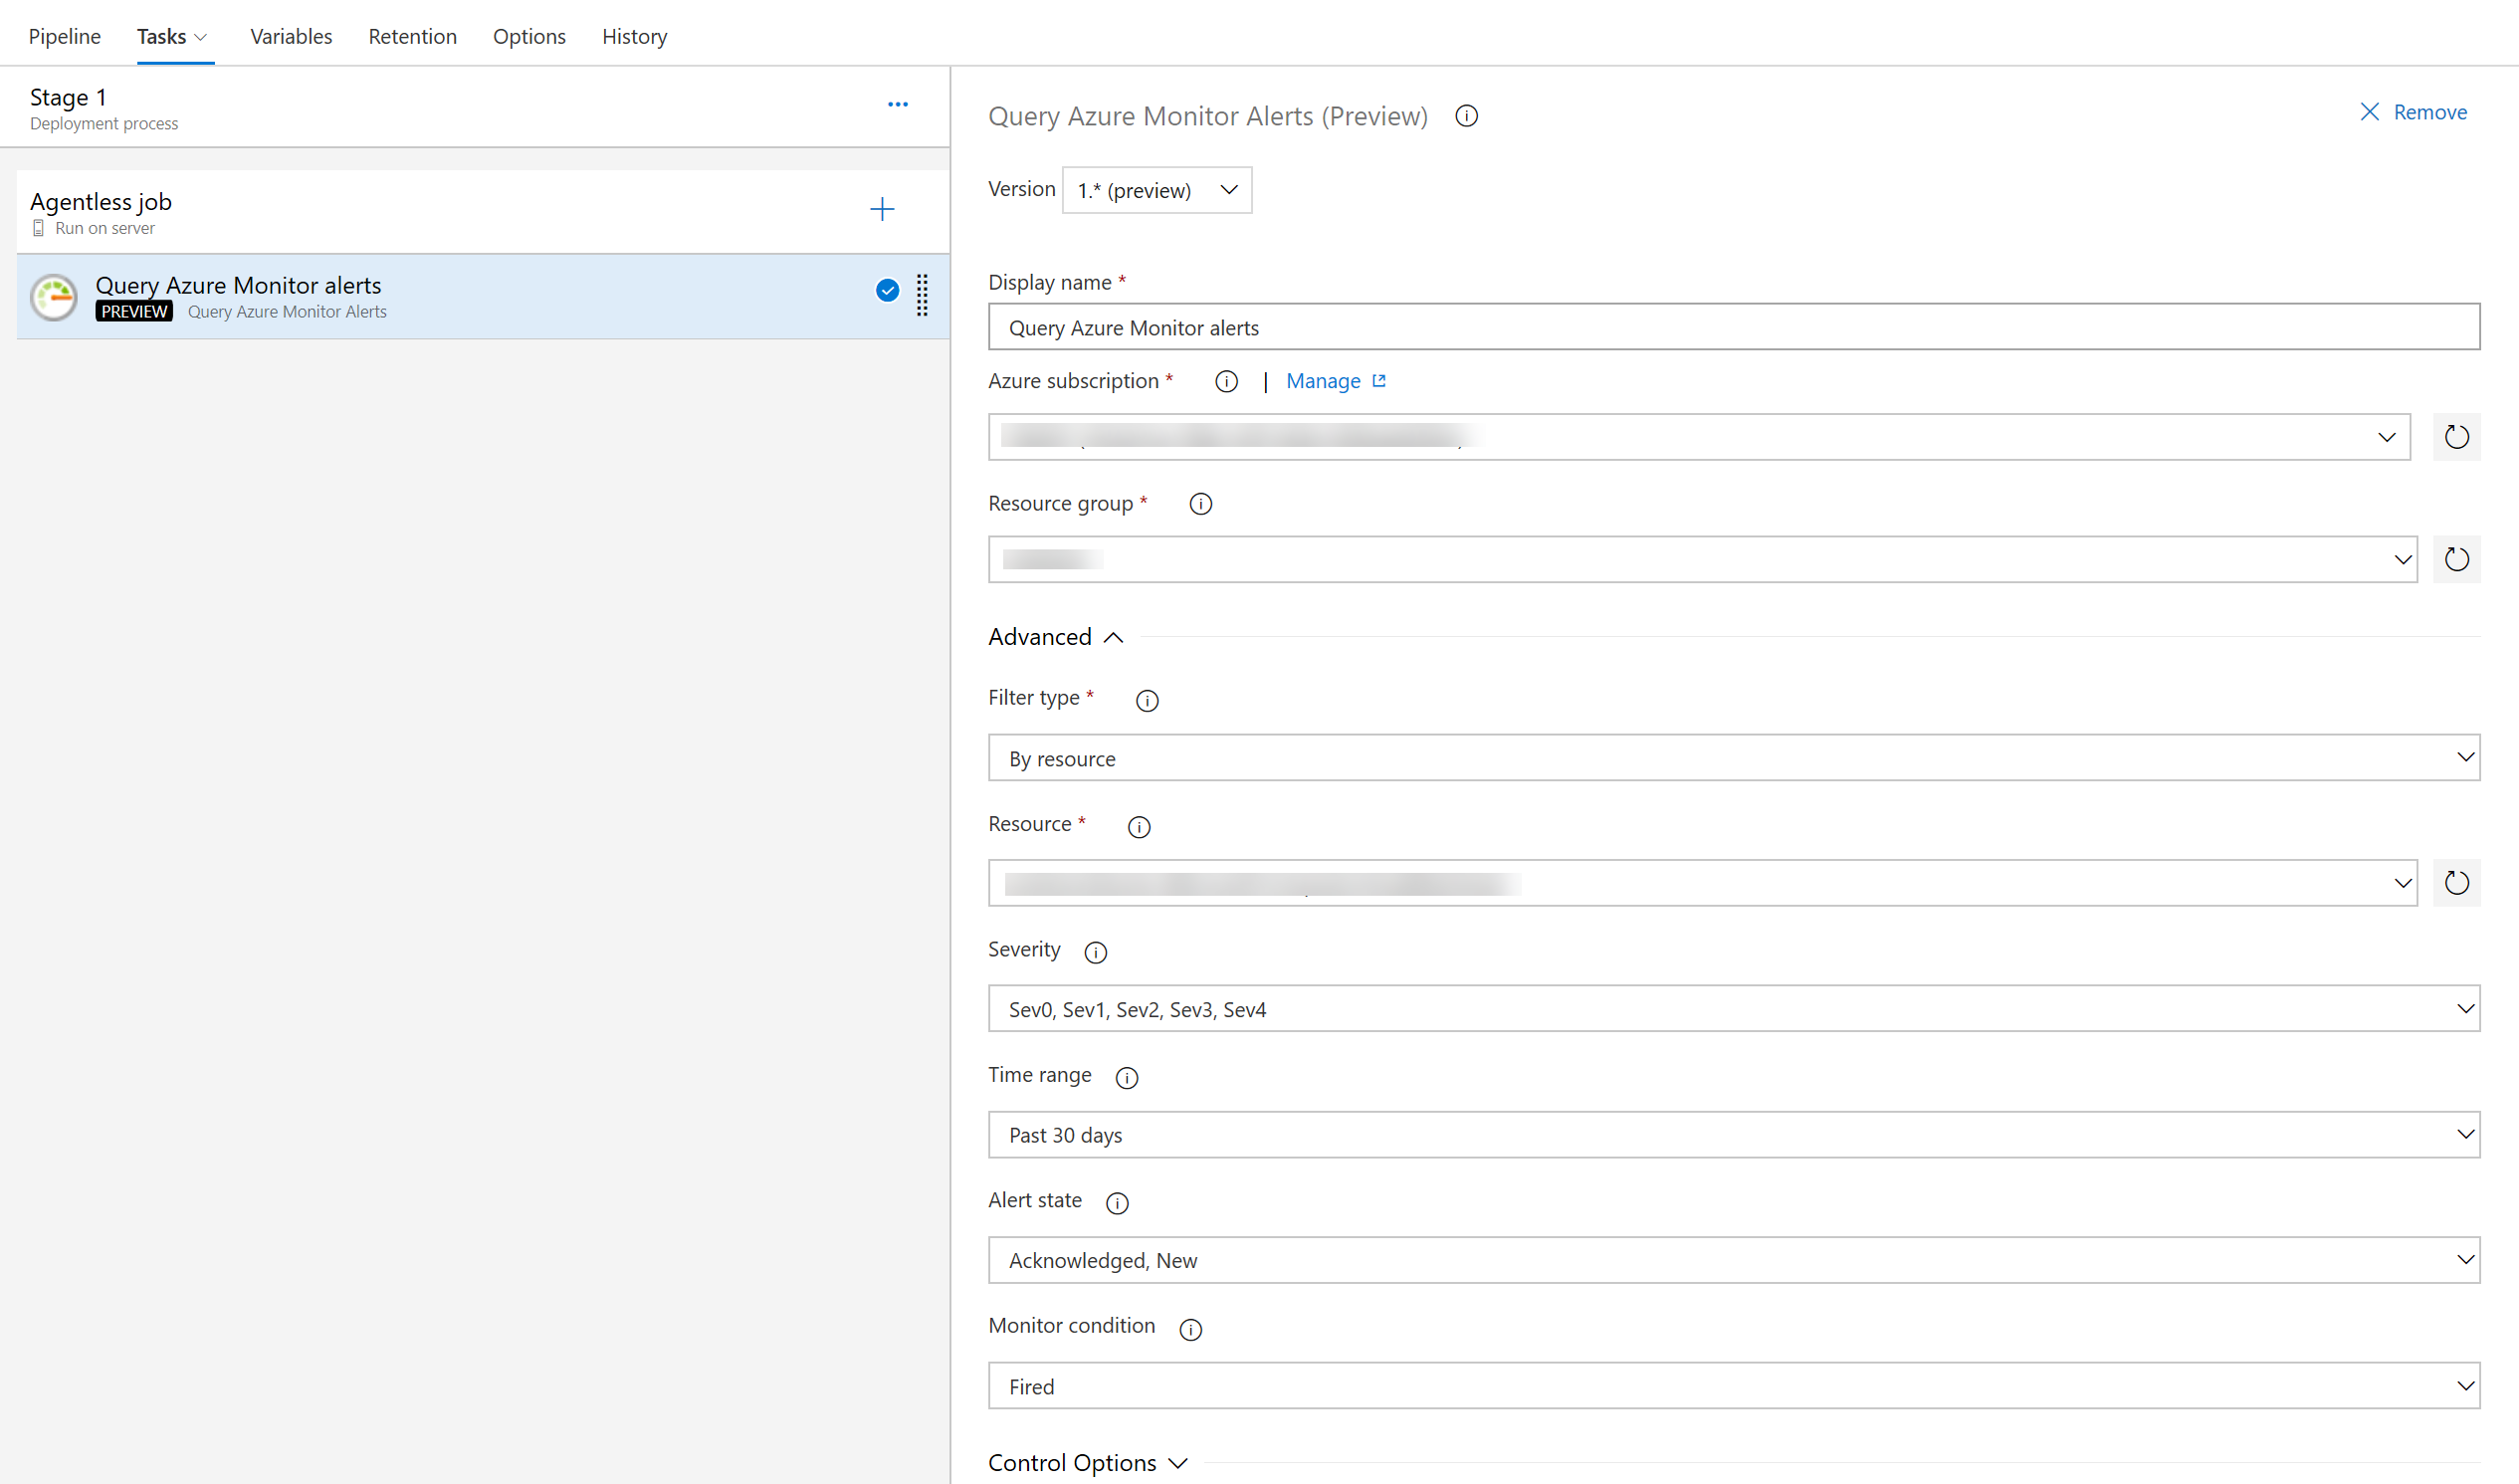 Pipeline Tasks Variables Retention Options History
Stage 1
Deployment process
Agentless job
Run on server
Query Azure Monitor alerts
PREVIEW Query Azure Monitor Alerts
Query Azure Monitor Alerts (Preview)
Remove
Version 1.* (preview)
Display name *
Query Azure Monitor alerts
Azure subscription * | Manage
Resource group *
Advanced
Filter type *
By resource
Resource *
Severity
Sev0, Sev1, Sev2, Sev3, Sev4
Time range
Past 30 days
Alert state
Acknowledged, New
Monitor condition
Fired
Control Options